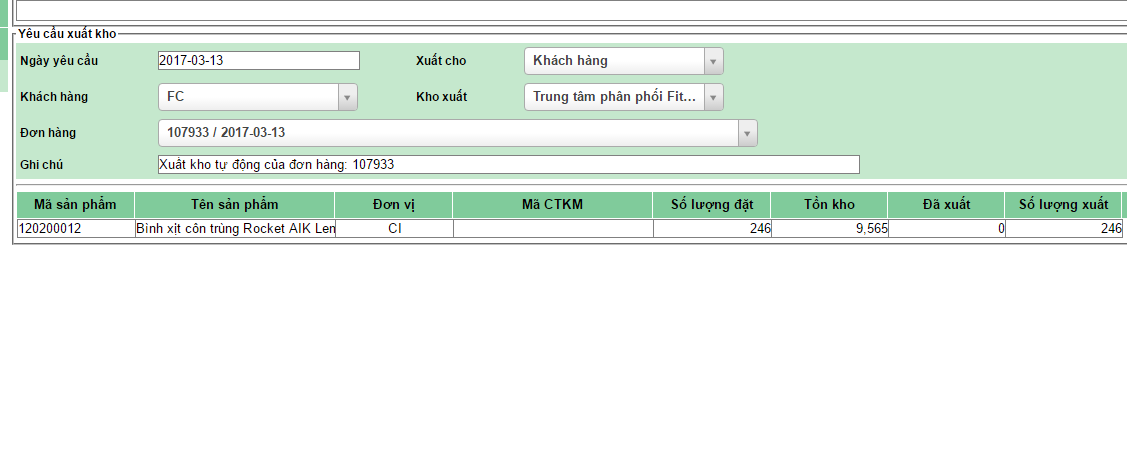 Yêu cầu xuất kho
Ngày yêu cầu 2017-03-13 Xuất cho Khách hàng
Khách hàng FC Kho xuất Trung tâm phân phối Fit...
Đơn hàng 107933 / 2017-03-13
Ghi chú Xuất kho tự động của đơn hàng: 107933
Mã sản phẩm Tên sản phẩm Đơn vị Mã CTKM Số lượng đặt Tồn kho Đã xuất Số lượng xuất
120200012 Bình xịt côn trùng Rocket AIK Len CI 246 9,565 0 246